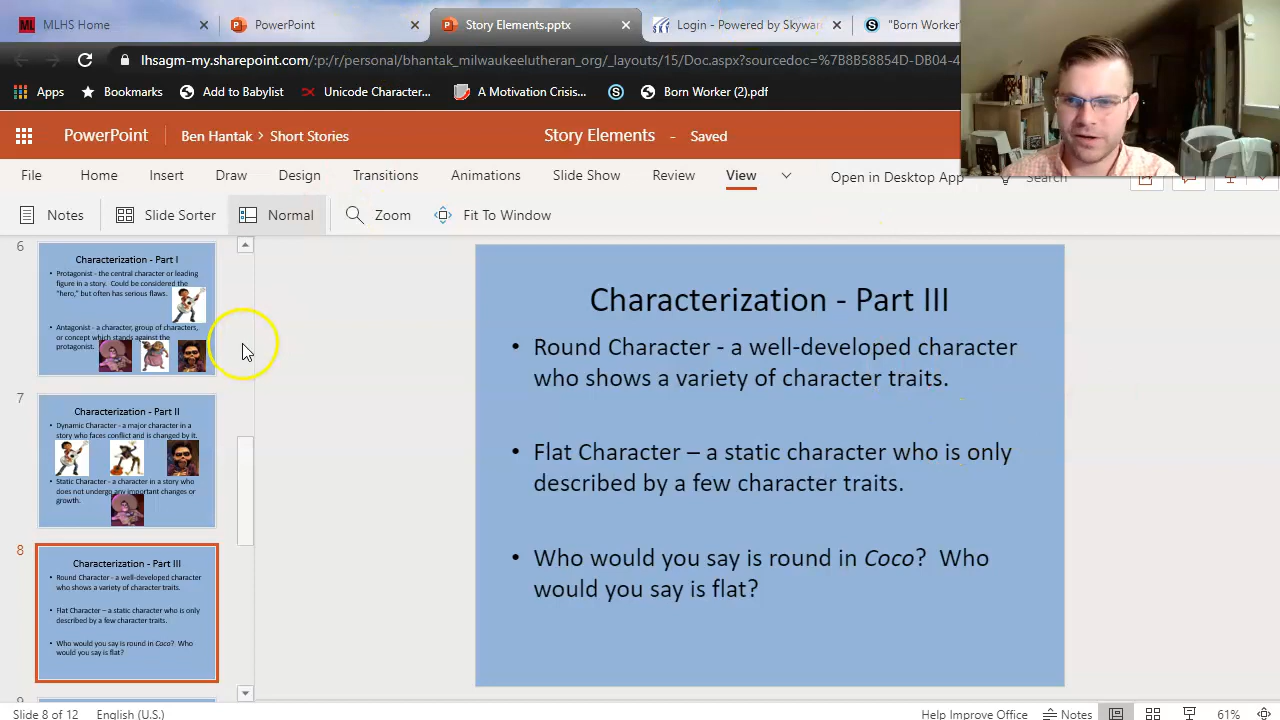 MLHS Home
PowerPoint
Story Elements.pptx
Login - Powered by Skyward
"Born Worker"
lhsagm-my.sharepoint.com/:p:/r/personal/bhantak_milwaukeelutheran_org/_layouts/15/Doc.aspx?sourcedoc=%7B8B58854D-DB04-4
Apps
Bookmarks
Add to Babylist
Unicode Character...
A Motivation Crisis...
Born Worker (2).pdf
PowerPoint
Ben Hantak > Short Stories
Story Elements - Saved
File
Home
Insert
Draw
Design
Transitions
Animations
Slide Show
Review
View
Open in Desktop App
Search
Notes
Slide Sorter
Normal
Zoom
Fit To Window
6
Characterization - Part I
• Protagonist - the central character or leading
figure in a story. Could be considered the
"hero," but often has serious flaws.
• Antagonist - a character, group of characters,
or concept which stands against the
protagonist.
7
Characterization - Part II
• Dynamic Character - a major character in a
story who faces conflict and is changed by it.
• Static Character - a character in a story who
does not undergo any important changes or
growth.
8
Characterization - Part III
• Round Character - a well-developed character
who shows a variety of character traits.
• Flat Character – a static character who is only
described by a few character traits.
• Who would you say is round in Coco? Who
would you say is flat?
Characterization - Part III
• Round Character - a well-developed character
who shows a variety of character traits.
• Flat Character – a static character who is only
described by a few character traits.
• Who would you say is round in Coco? Who
would you say is flat?
Slide 8 of 12
English (U.S.)
Help Improve Office
Notes
61%